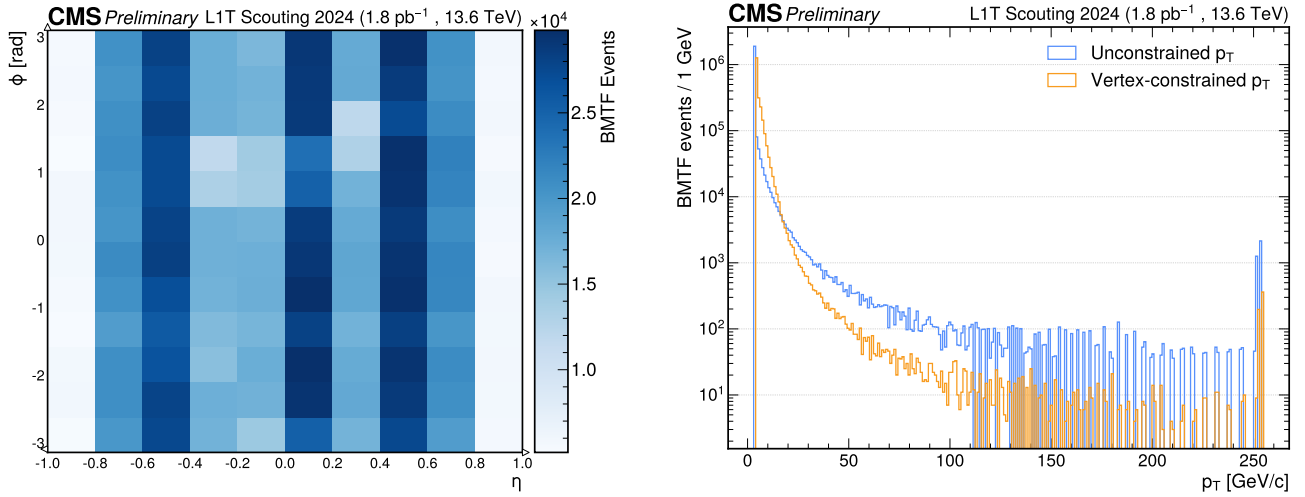 CMS Preliminary L1T Scouting 2024 (1.8 pb⁻¹ , 13.6 TeV)
×10⁴
ϕ [rad]
3
2
1
0
-1
-2
-3
-1.0 -0.8 -0.6 -0.4 -0.2 0.0 0.2 0.4 0.6 0.8 1.0
η
2.5
2.0
1.5
1.0
BMTF Events
CMS Preliminary L1T Scouting 2024 (1.8 pb⁻¹ , 13.6 TeV)
BMTF events / 1 GeV
Unconstrained p_T
Vertex-constrained p_T
10⁶
10⁵
10⁴
10³
10²
10¹
0 50 100 150 200 250
p_T [GeV/c]